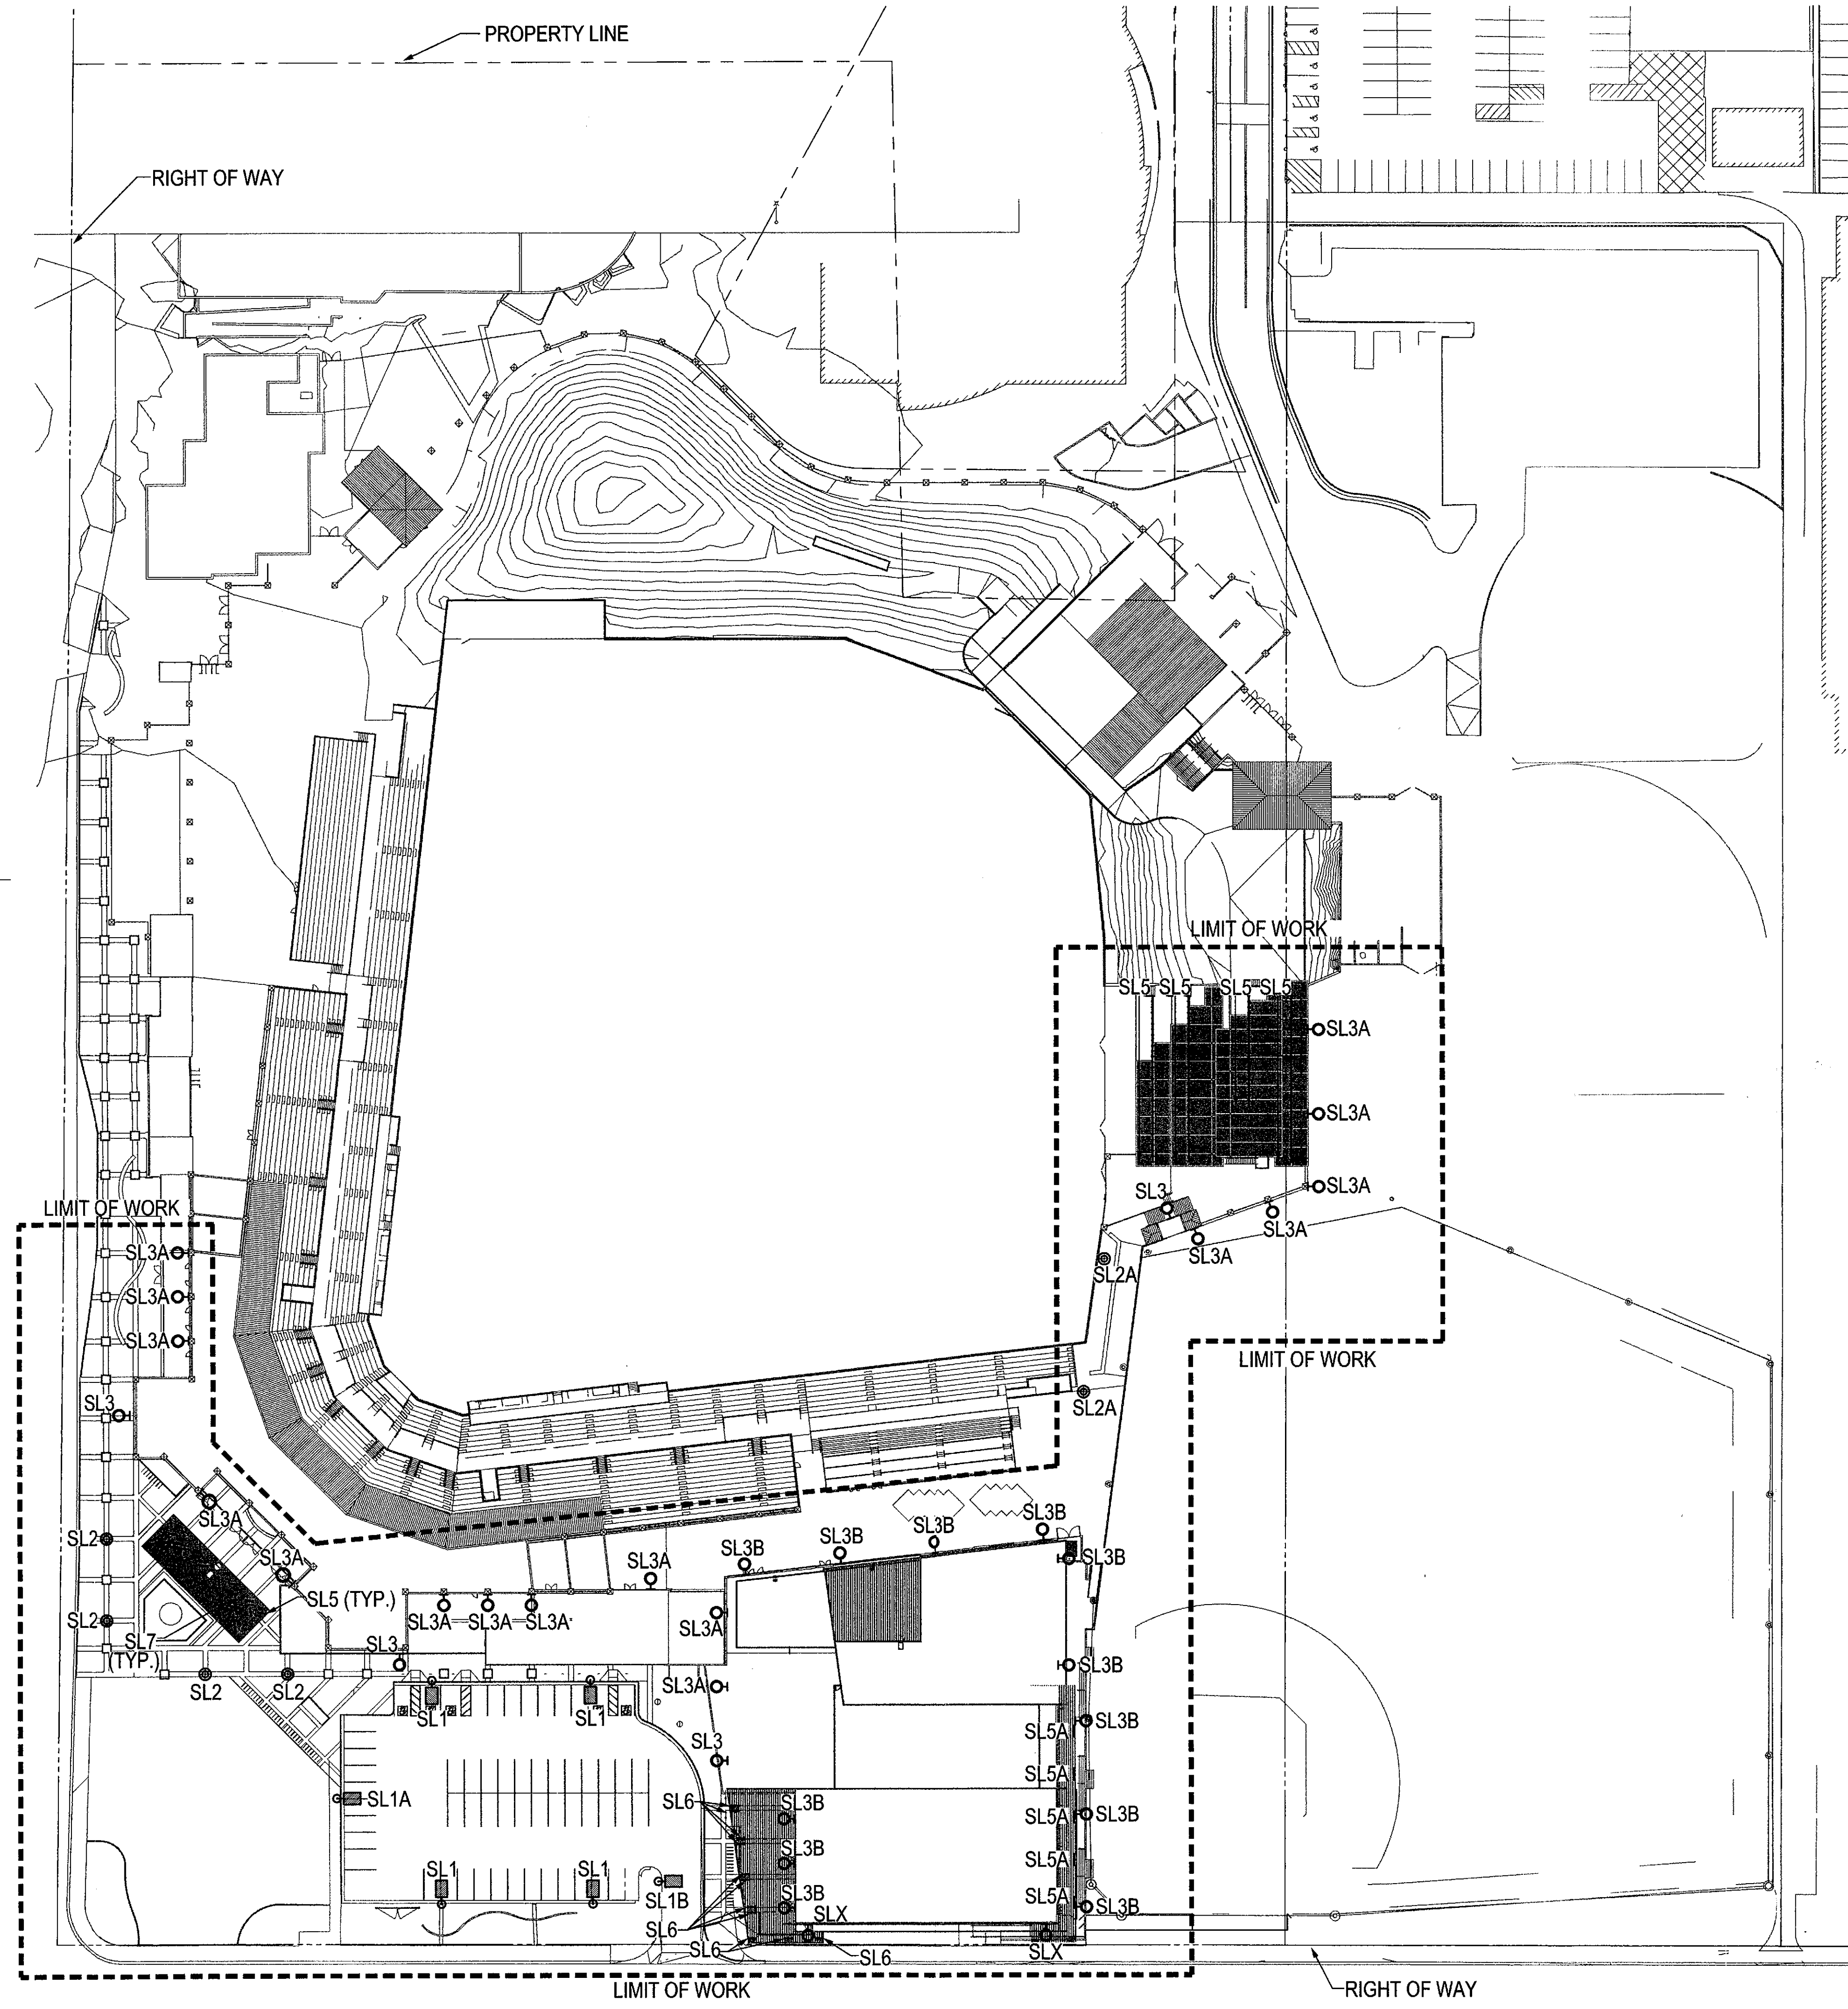 PROPERTY LINE
RIGHT OF WAY
LIMIT OF WORK
SL5 SL5 SL5 SL5
SL3A
SL3A
SL3A
SL3
SL3A
SL3A
SL2A
LIMIT OF WORK
SL3A
SL3A
SL3A
LIMIT OF WORK
SL3
SL2A
SL3A
SL2
SL3A
SL3A
SL3B
SL3B
SL3B
SL3B
SL3B
SL5 (TYP.)
SL3A
SL3A
SL3A
SL3A
SL2
SL7
(TYP.)
SL3
SL3B
SL2
SL2
SL3A
SL1
SL1
SL3B
SL5A
SL3
SL5A
SL1A
SL6
SL3B
SL5A
SL3B
SL3B
SL5A
SL1
SL1
SL1B
SL3B
SL5A
SL3B
SLX
SL6
SL6
SL6
SLX
LIMIT OF WORK
RIGHT OF WAY